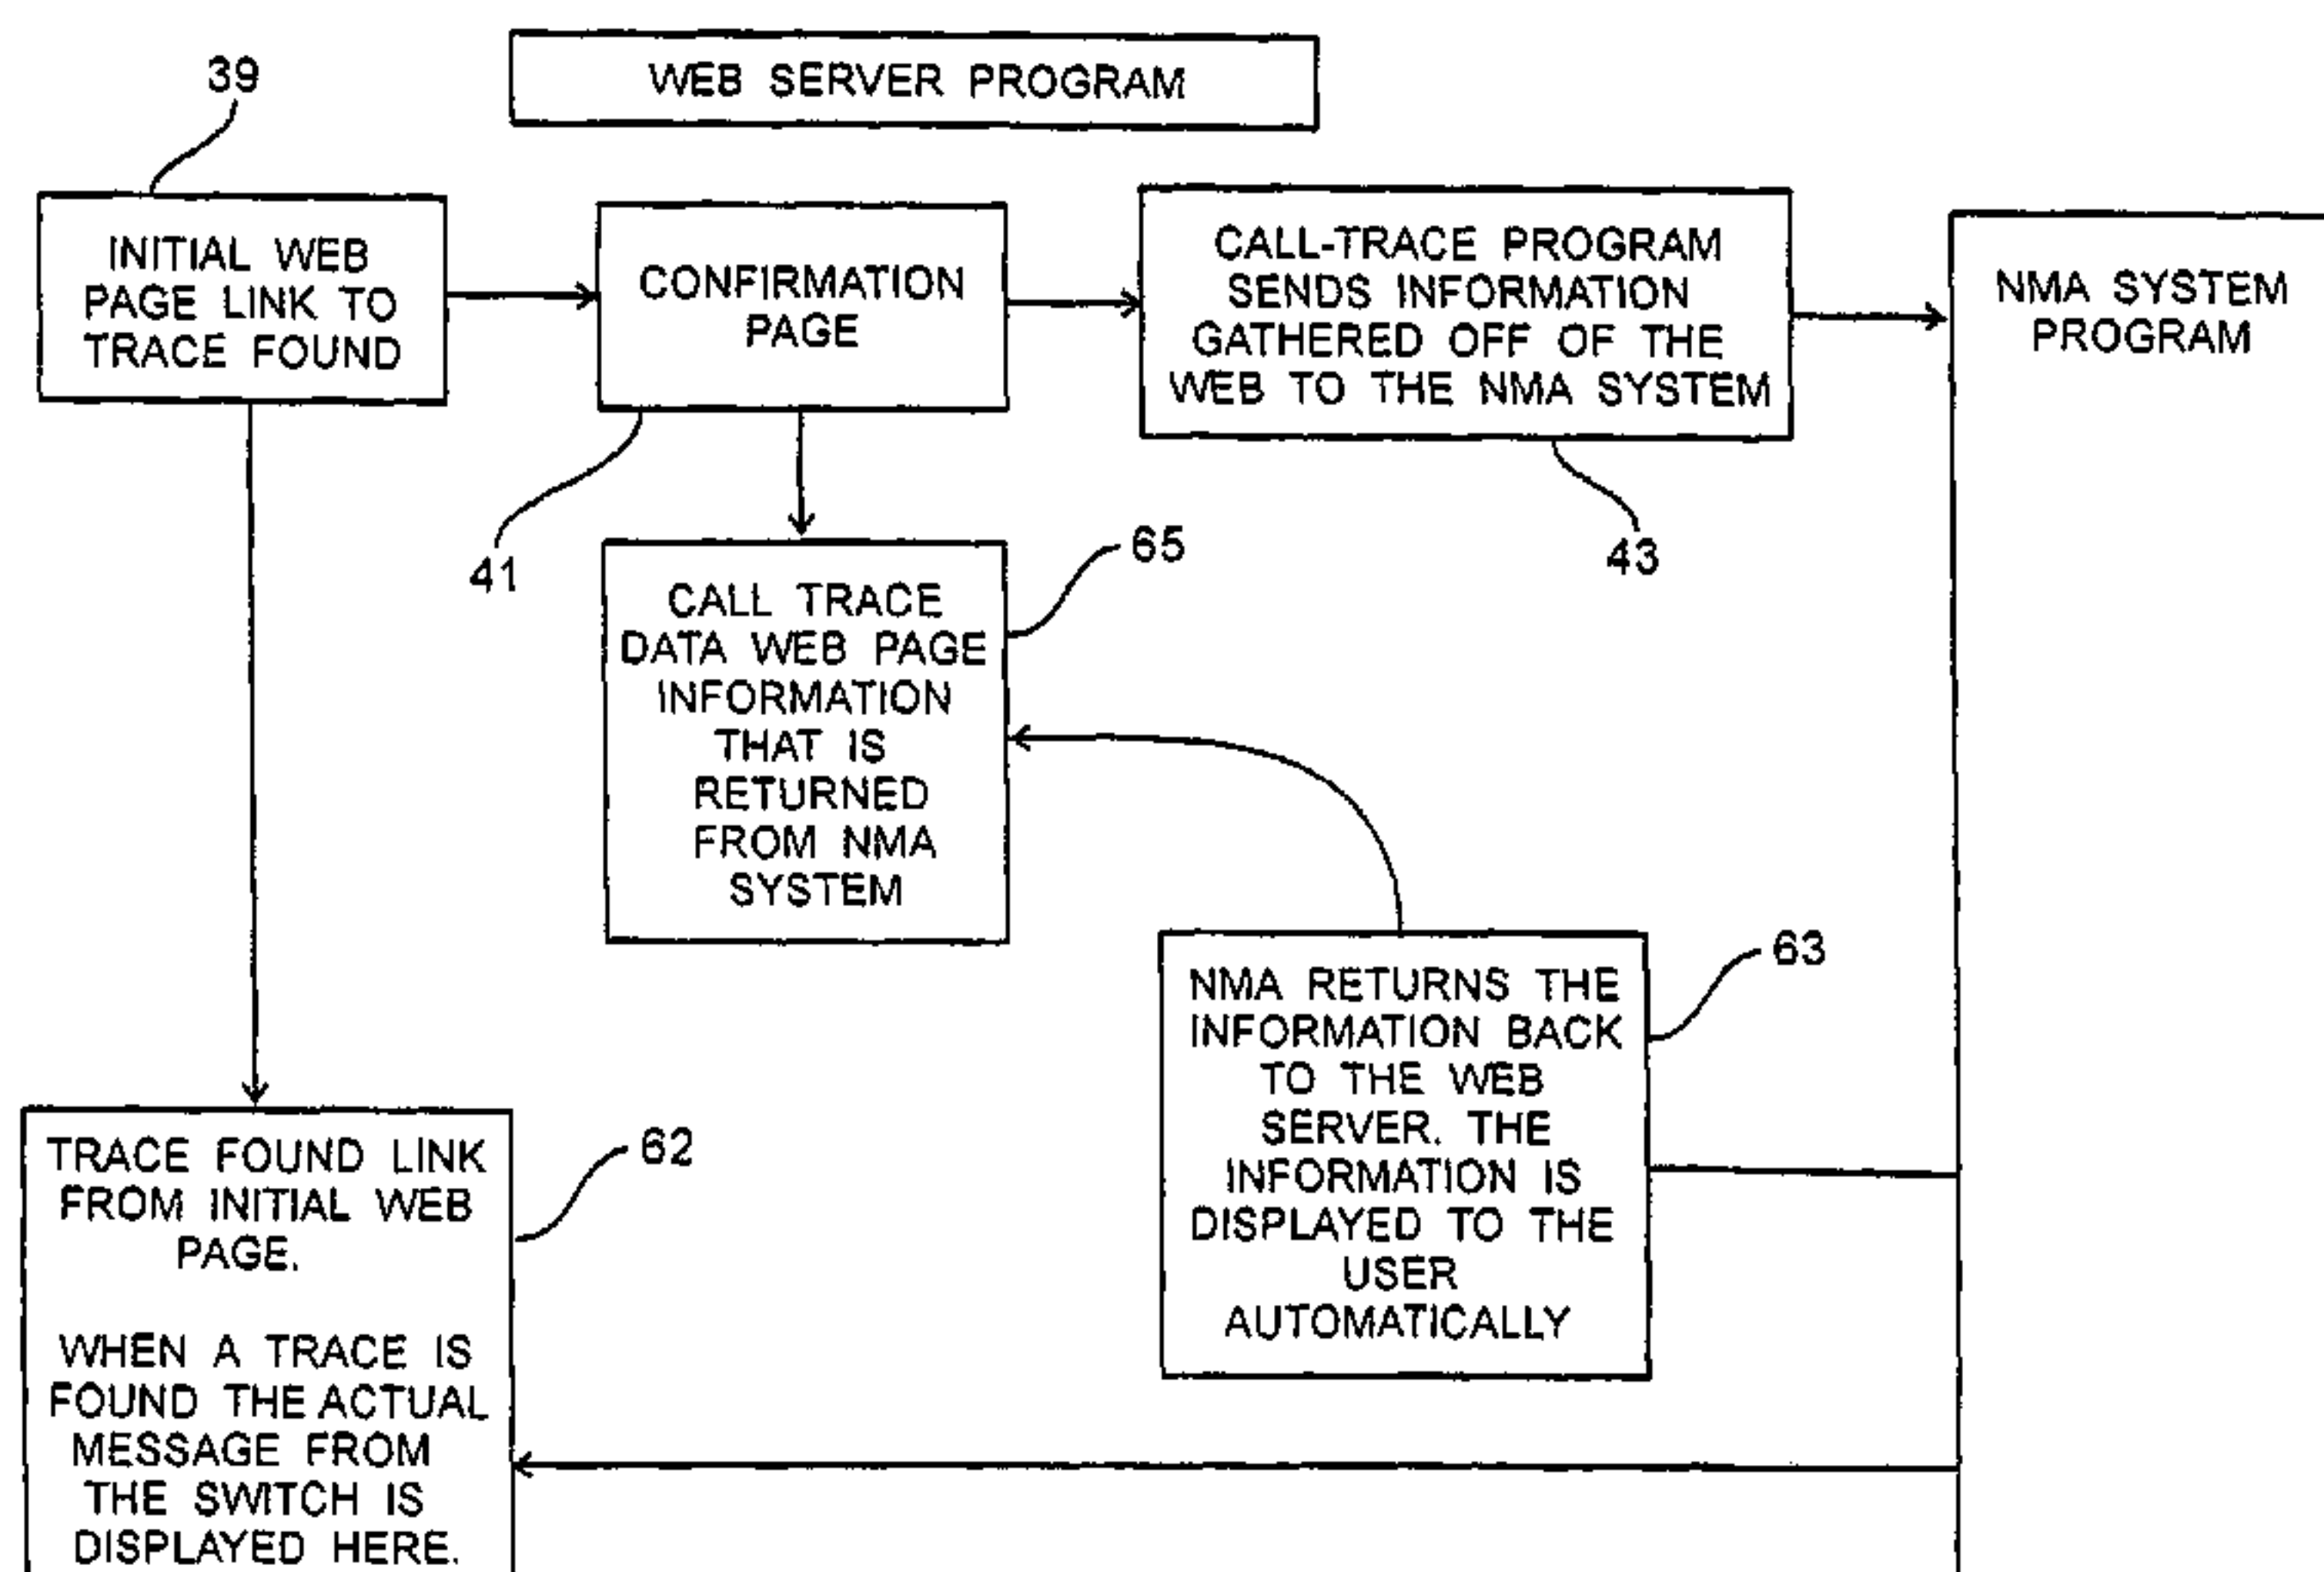 WEB SERVER PROGRAM
39
INITIAL WEB
PAGE LINK TO
TRACE FOUND
CONFIRMATION
PAGE
CALL-TRACE PROGRAM
SENDS INFORMATION
GATHERED OFF OF THE
WEB TO THE NMA SYSTEM
NMA SYSTEM
PROGRAM
41
43
65
CALL TRACE
DATA WEB PAGE
INFORMATION
THAT IS
RETURNED
FROM NMA
SYSTEM
63
NMA RETURNS THE
INFORMATION BACK
TO THE WEB
SERVER. THE
INFORMATION IS
DISPLAYED TO THE
USER
AUTOMATICALLY
62
TRACE FOUND LINK
FROM INITIAL WEB
PAGE.
WHEN A TRACE IS
FOUND THE ACTUAL
MESSAGE FROM
THE SWITCH IS
DISPLAYED HERE.